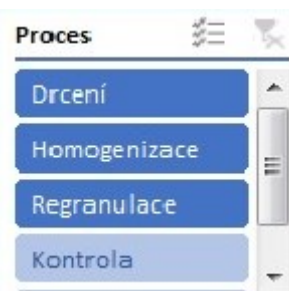 Proces
Drcení
Homogenizace
Regranulace
Kontrola